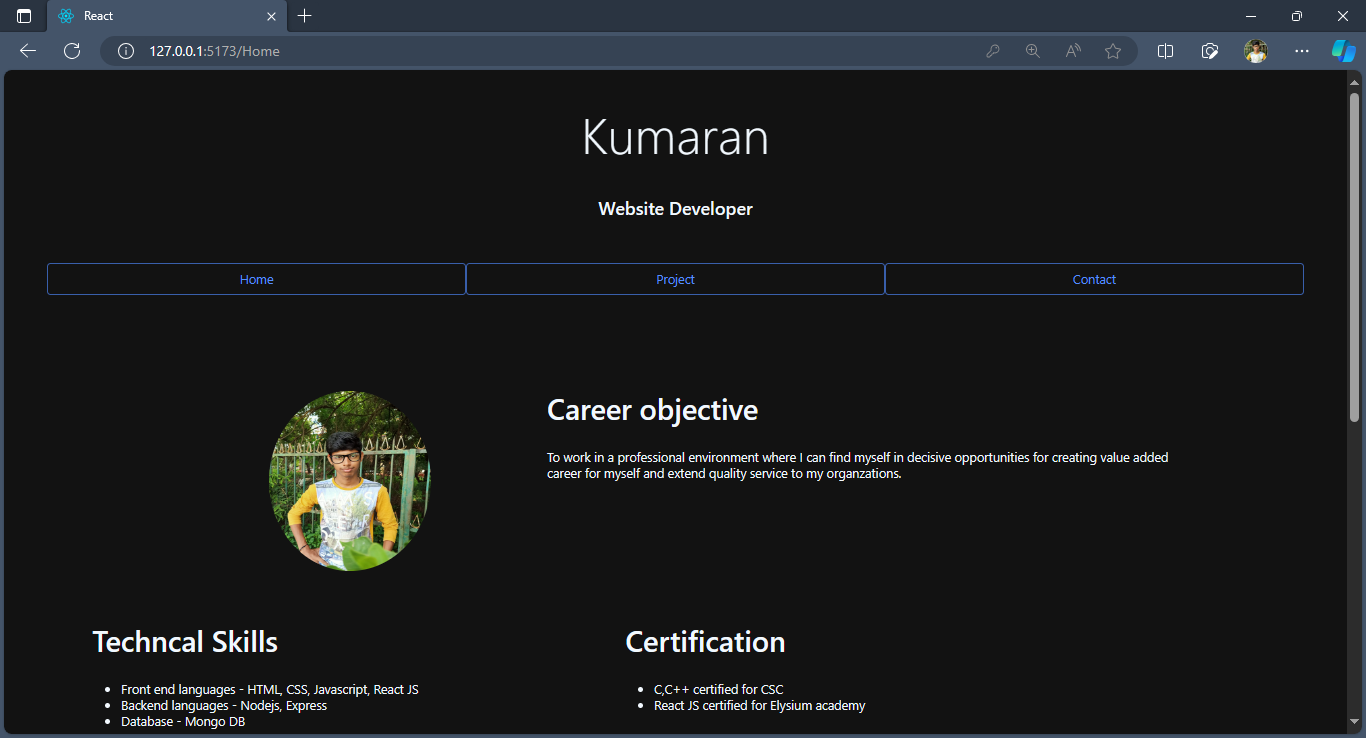 React
127.0.0.1:5173/Home
Kumaran
Website Developer
Home
Project
Contact
Career objective
To work in a professional environment where I can find myself in decisive opportunities for creating value added
career for myself and extend quality service to my organzations.
Techncal Skills
Front end languages - HTML, CSS, Javascript, React JS
Backend languages - Nodejs, Express
Database - Mongo DB
Certification
C,C++ certified for CSC
React JS certified for Elysium academy